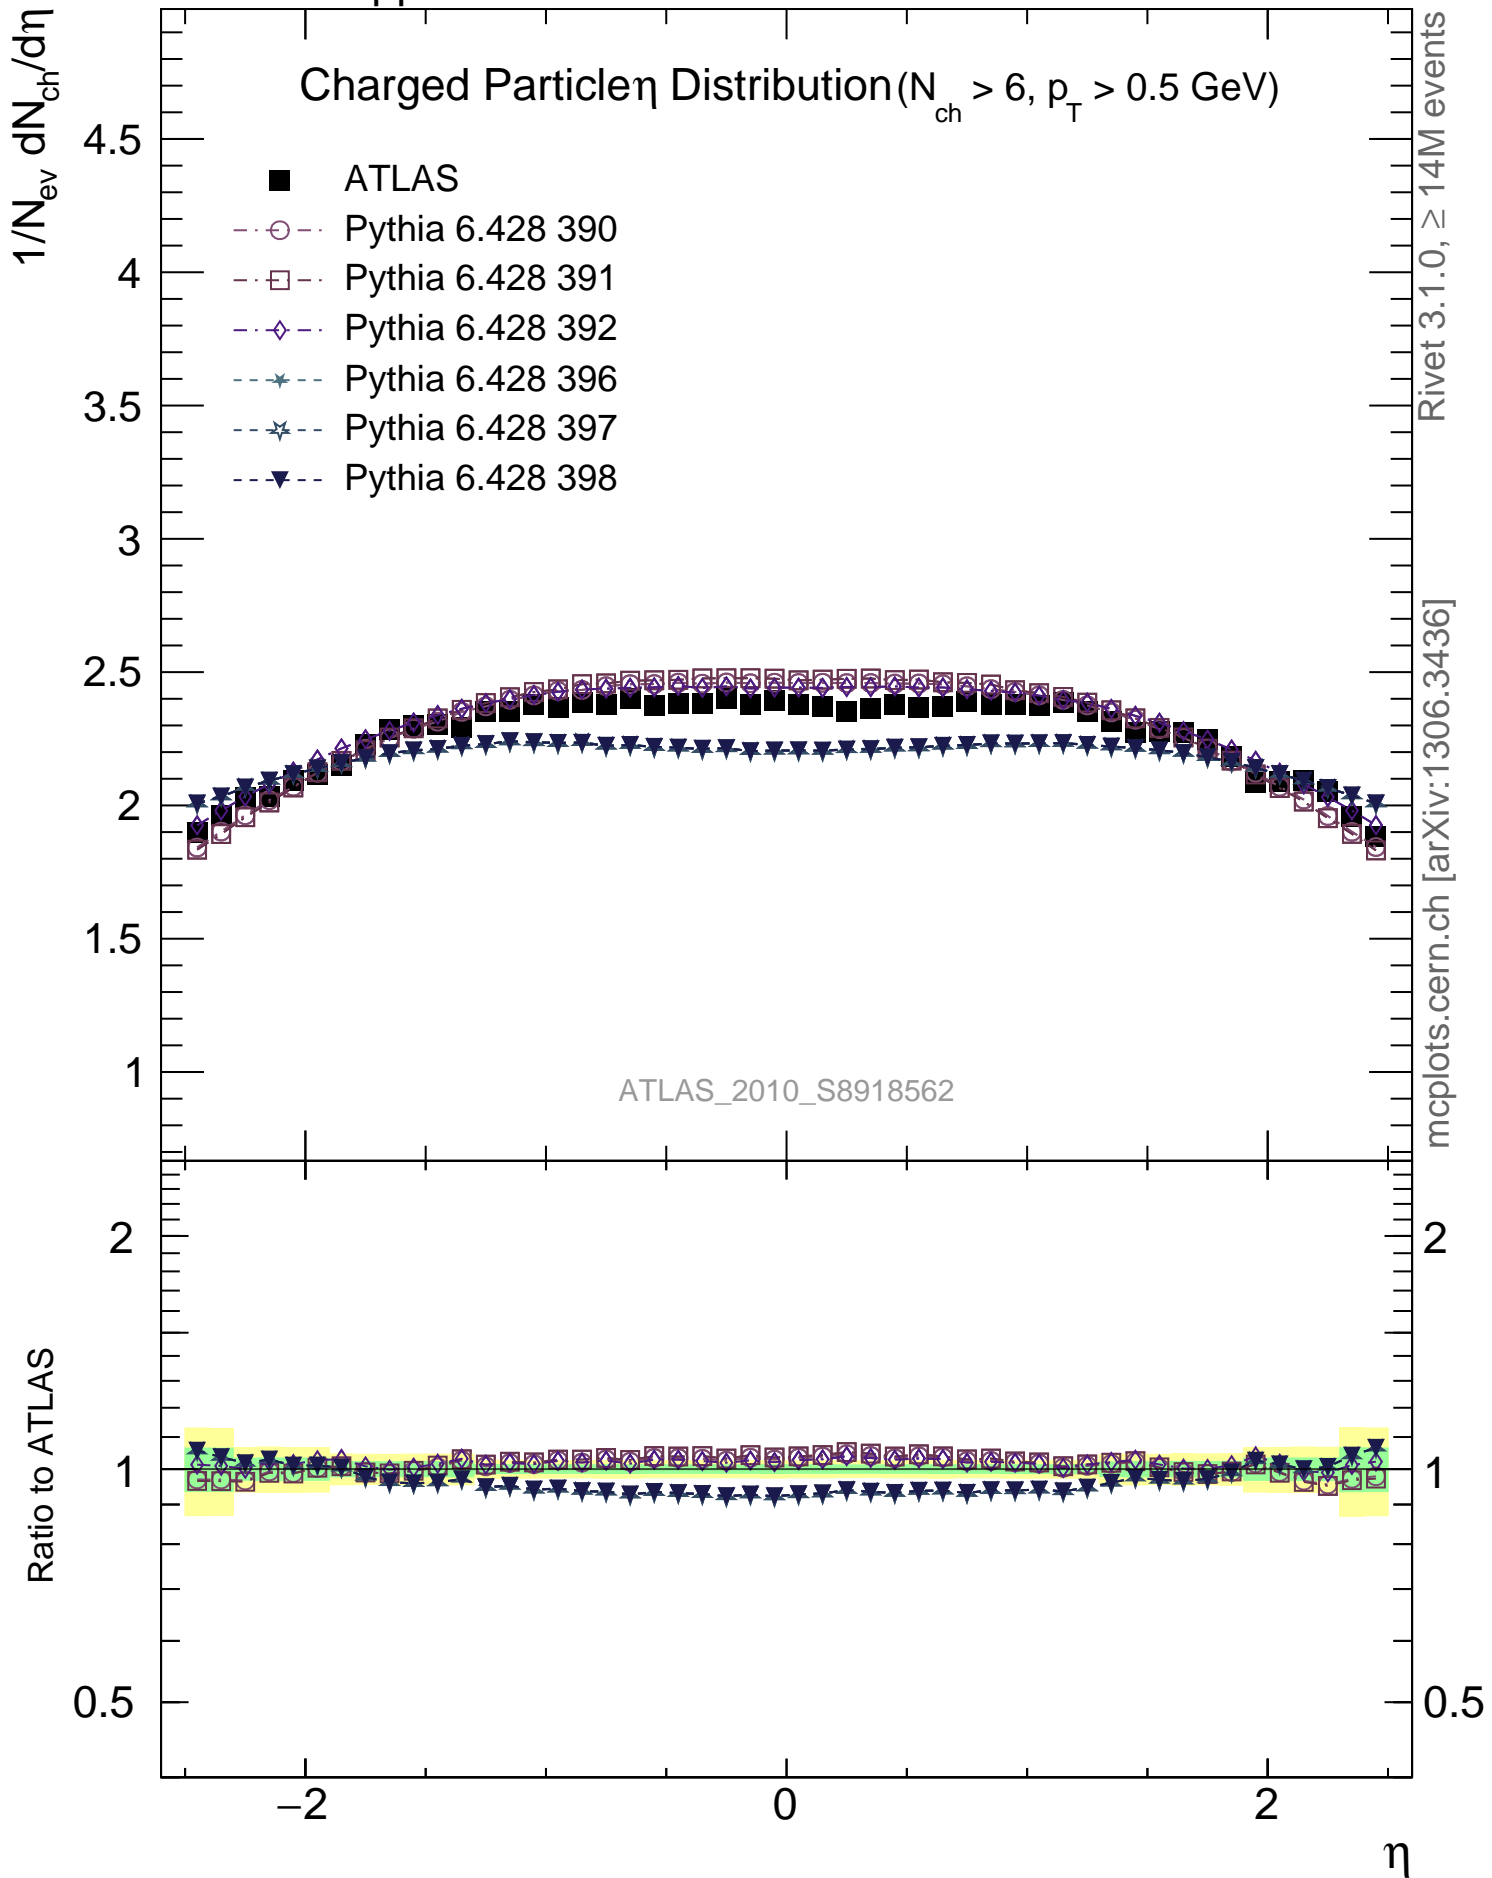 1/N_ev dN_ch/dη
Charged Particleη Distribution (N_ch > 6, p_T > 0.5 GeV)
ATLAS
Pythia 6.428 390
Pythia 6.428 391
Pythia 6.428 392
Pythia 6.428 396
Pythia 6.428 397
Pythia 6.428 398
4.5
4
3.5
3
2.5
2
1.5
1
ATLAS_2010_S8918562
Rivet 3.1.0, ≥ 14M events
mcplots.cern.ch [arXiv:1306.3436]
Ratio to ATLAS
2
1
0.5
2
1
0.5
−2
0
2
η